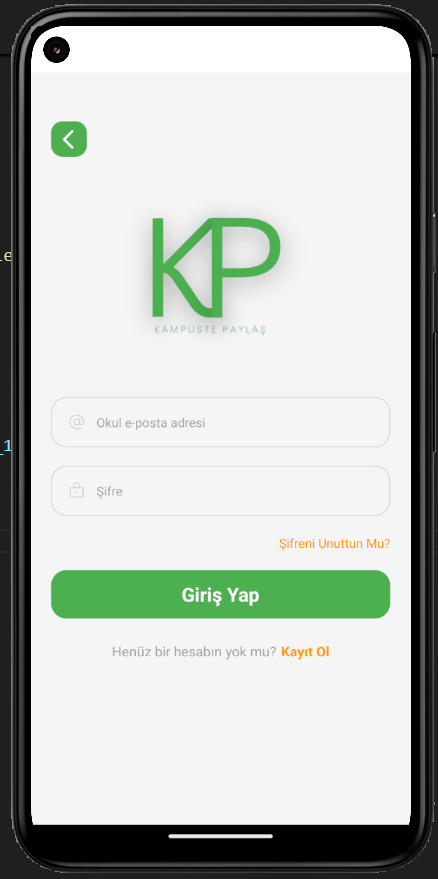 KP
KAMPÜSTE PAYLAŞ
Okul e-posta adresi
Şifre
Şifreni Unuttun Mu?
Giriş Yap
Henüz bir hesabın yok mu? Kayıt Ol